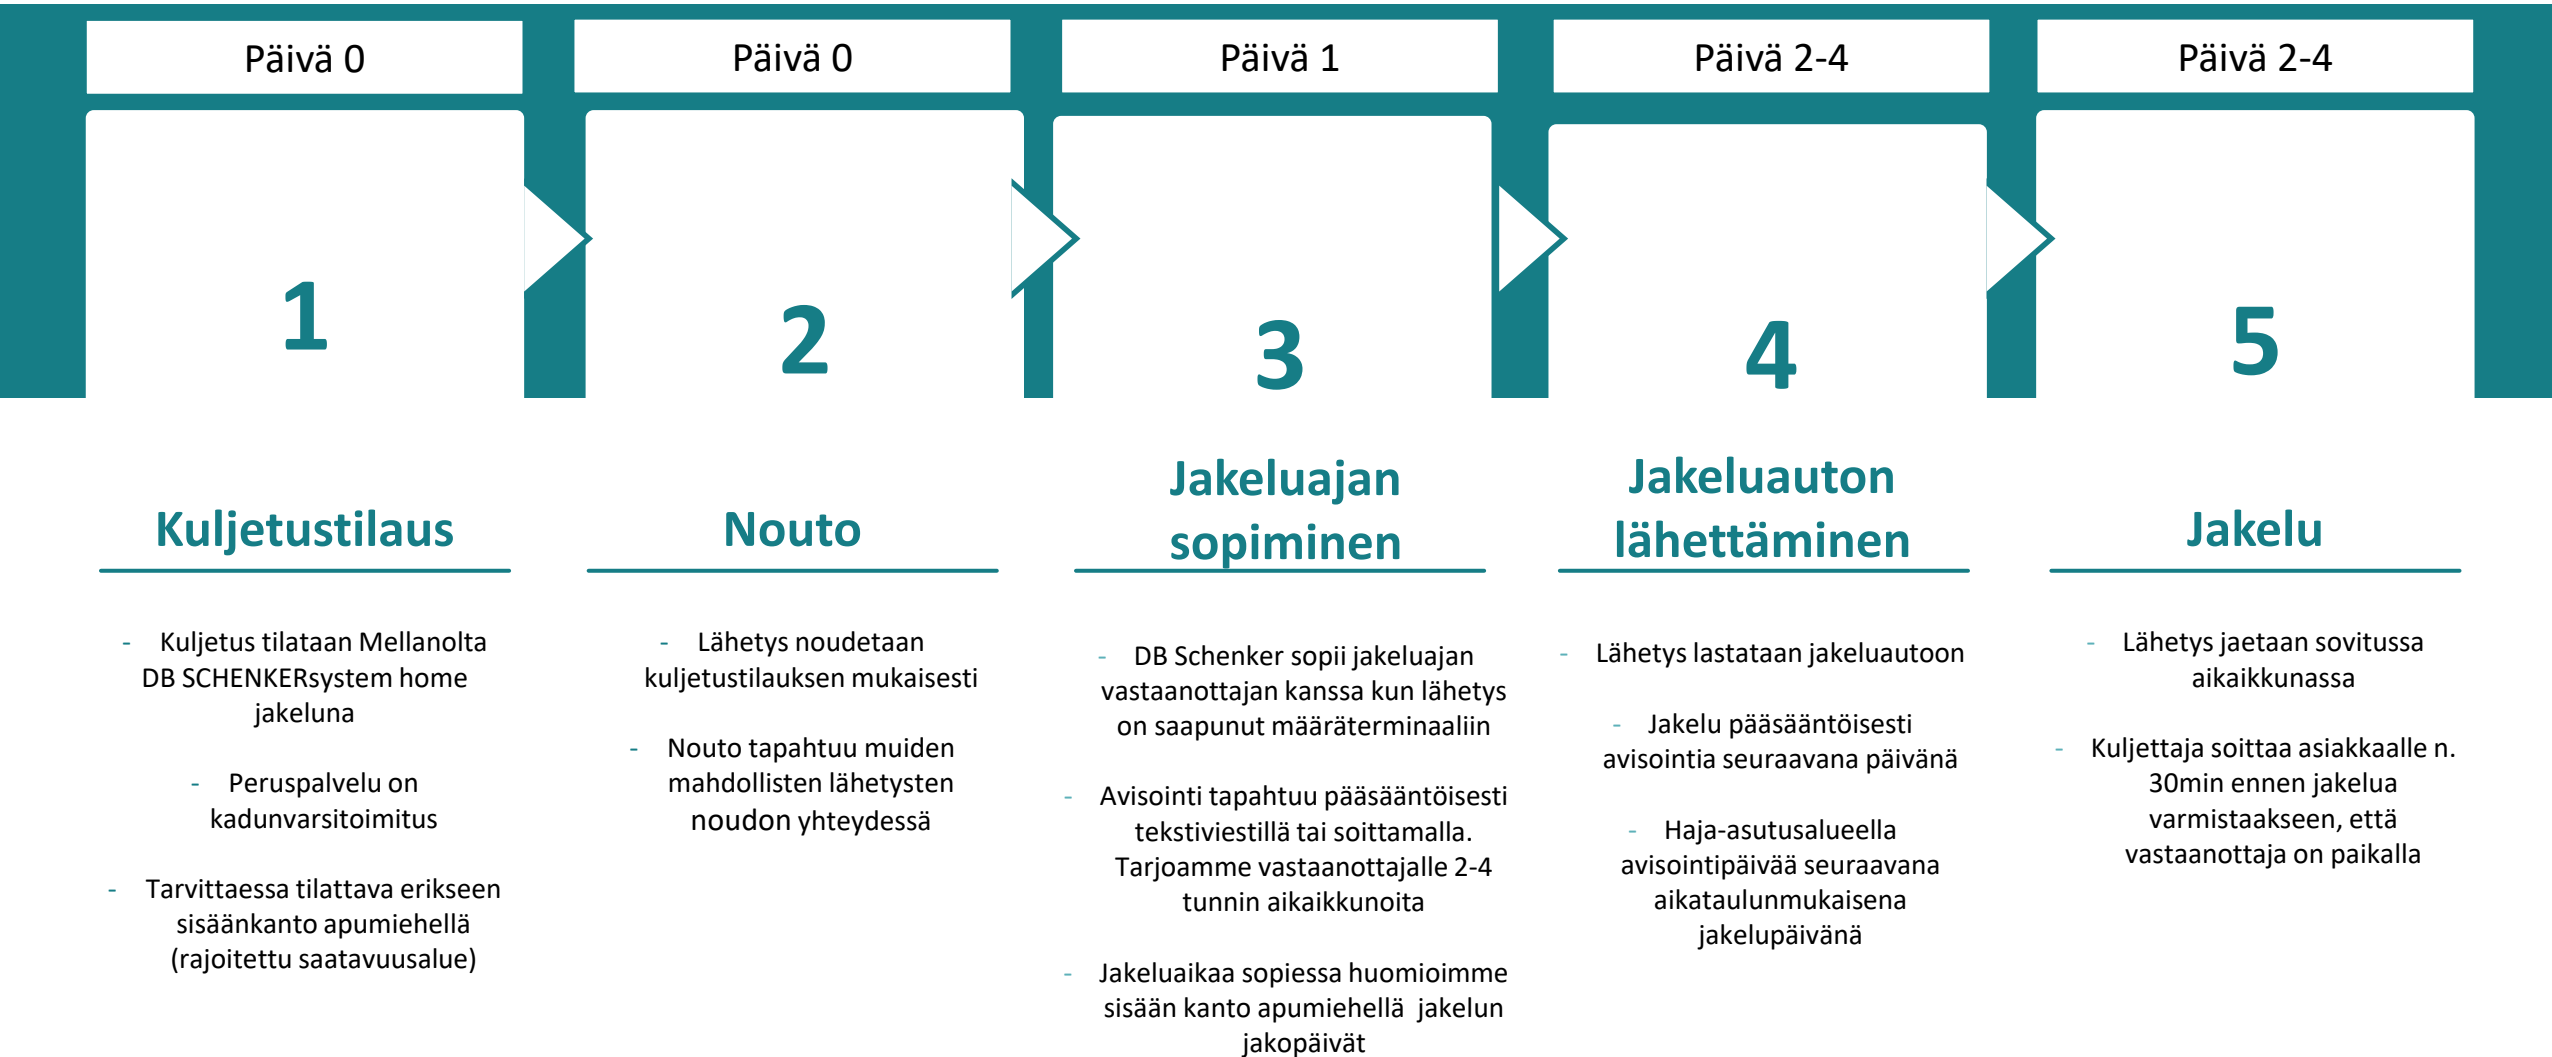 Päivä 0
Päivä 0
Päivä 1
Päivä 2-4
Päivä 2-4
1
2
3
4
5
Kuljetustilaus
- Kuljetus tilataan Mellanolta
DB SCHENKERsystem home
jakeluna
- Peruspalvelu on
kadunvarsitoimitus
- Tarvittaessa tilattava erikseen
sisäänkanto apumiehellä
(rajoitettu saatavuusalue)
Nouto
- Lähetys noudetaan
kuljetustilauksen mukaisesti
- Nouto tapahtuu muiden
mahdollisten lähetysten
noudon yhteydessä
Jakeluajan
sopiminen
- DB Schenker sopii jakeluajan
vastaanottajan kanssa kun lähetys
on saapunut määräterminaaliin
- Avisointi tapahtuu pääsääntöisesti
tekstiviestillä tai soittamalla.
Tarjoamme vastaanottajalle 2-4
tunnin aikaikkunoita
- Jakeluaikaa sopiessa huomioimme
sisään kanto apumiehellä jakelun
jakopäivät
Jakeluauton
lähettäminen
- Lähetys lastataan jakeluautoon
- Jakelu pääsääntöisesti
avisointia seuraavana päivänä
- Haja-asutusalueella
avisointipäivää seuraavana
aikataulunmukaisena
jakelupäivänä
Jakelu
- Lähetys jaetaan sovitussa
aikaikkunassa
- Kuljettaja soittaa asiakkaalle n.
30min ennen jakelua
varmistaakseen, että
vastaanottaja on paikalla